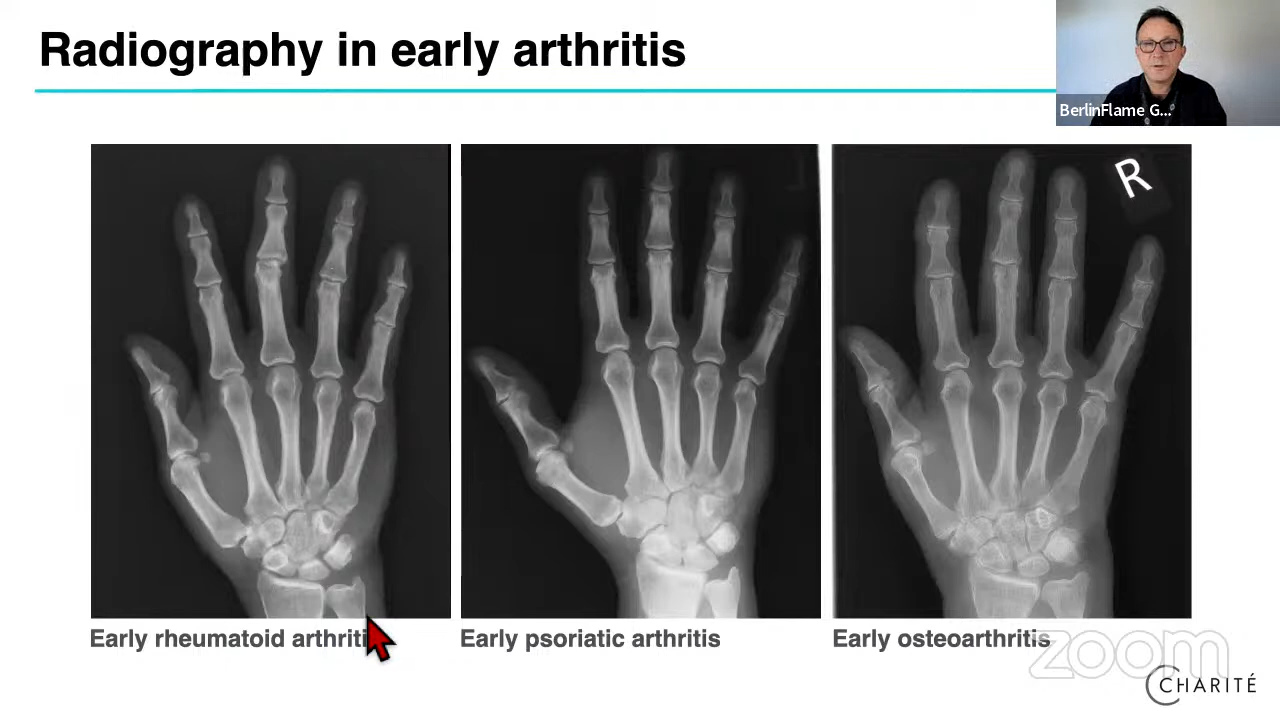 Radiography in early arthritis
BerlinFlame G...
R
Early rheumatoid arthriti
Early psoriatic arthritis
Early osteoarthritis
zoom
CHARITÉ